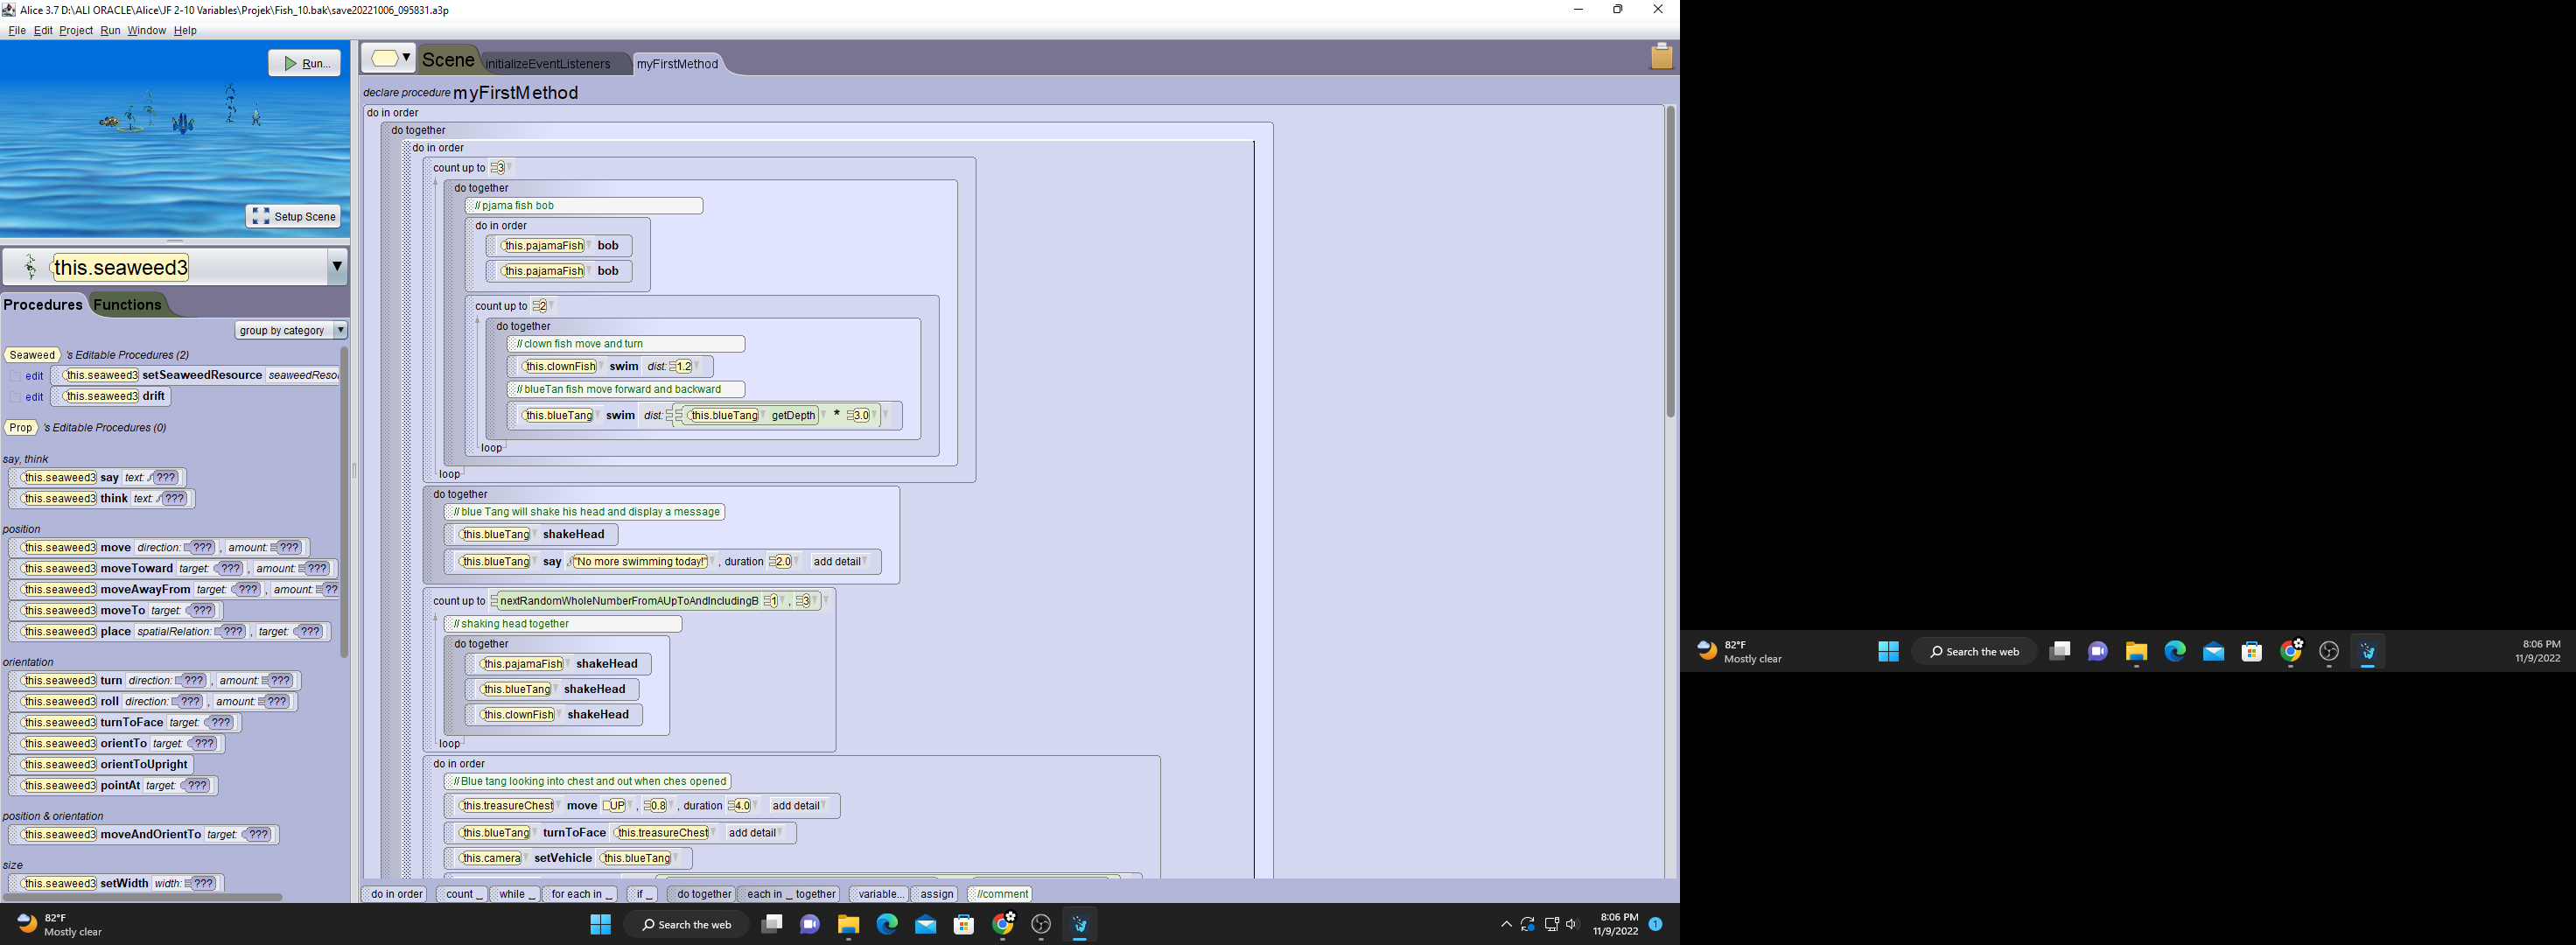 Alice 3.7 D:\ALI ORACLE\Alice\JF 2-10 Variables\Projek\Fish_10.bak\save20221006_095831.a3p
File Edit Project Run Window Help
Run...
Setup Scene
this.seaweed3
Procedures Functions
group by category
Seaweed 's Editable Procedures (2)
edit this.seaweed3 setSeaweedResource
edit this.seaweed3 drift
Prop 's Editable Procedures (0)
say, think
this.seaweed3 say text: ???
this.seaweed3 think text: ???
position
this.seaweed3 move direction: ??? , amount: ???
this.seaweed3 moveToward target: ??? , amount: ???
this.seaweed3 moveAwayFrom target: ??? , amount: ??
this.seaweed3 moveTo target: ???
this.seaweed3 place spatialRelation: ??? , target: ???
orientation
this.seaweed3 turn direction: ??? , amount: ???
this.seaweed3 roll direction: ??? , amount: ???
this.seaweed3 turnToFace target: ???
this.seaweed3 orientTo target: ???
this.seaweed3 orientToUpright
this.seaweed3 pointAt target: ???
position & orientation
this.seaweed3 moveAndOrientTo target: ???
size
this.seaweed3 setWidth width: ???
Scene initializeEventListeners myFirstMethod
declare procedure myFirstMethod
do in order
do together
do in order
count up to 3
do together
// pjama fish bob
do in order
this.pajamaFish bob
this.pajamaFish bob
count up to 2
do together
// clown fish move and turn
this.clownFish swim dist: 1.2
// blueTan fish move forward and backward
this.blueTang swim dist: this.blueTang getDepth * 3.0
loop
loop
do together
// blue Tang will shake his head and display a message
this.blueTang shakeHead
this.blueTang say "No more swimming today!" , duration 2.0 add detail
count up to nextRandomWholeNumberFromAUpToAndIncludingB 1 , 3
// shaking head together
do together
this.pajamaFish shakeHead
this.blueTang shakeHead
this.clownFish shakeHead
loop
do in order
// Blue tang looking into chest and out when ches opened
this.treasureChest move UP , 0.8 , duration 4.0 add detail
this.blueTang turnToFace this.treasureChest add detail
this.camera setVehicle this.blueTang
do in order count _ while _ for each in _ if _ do together each in _ together variable... assign //comment
82°F
Mostly clear
Search the web
8:06 PM
11/9/2022
1
82°F
Mostly clear
Search the web
8:06 PM
11/9/2022